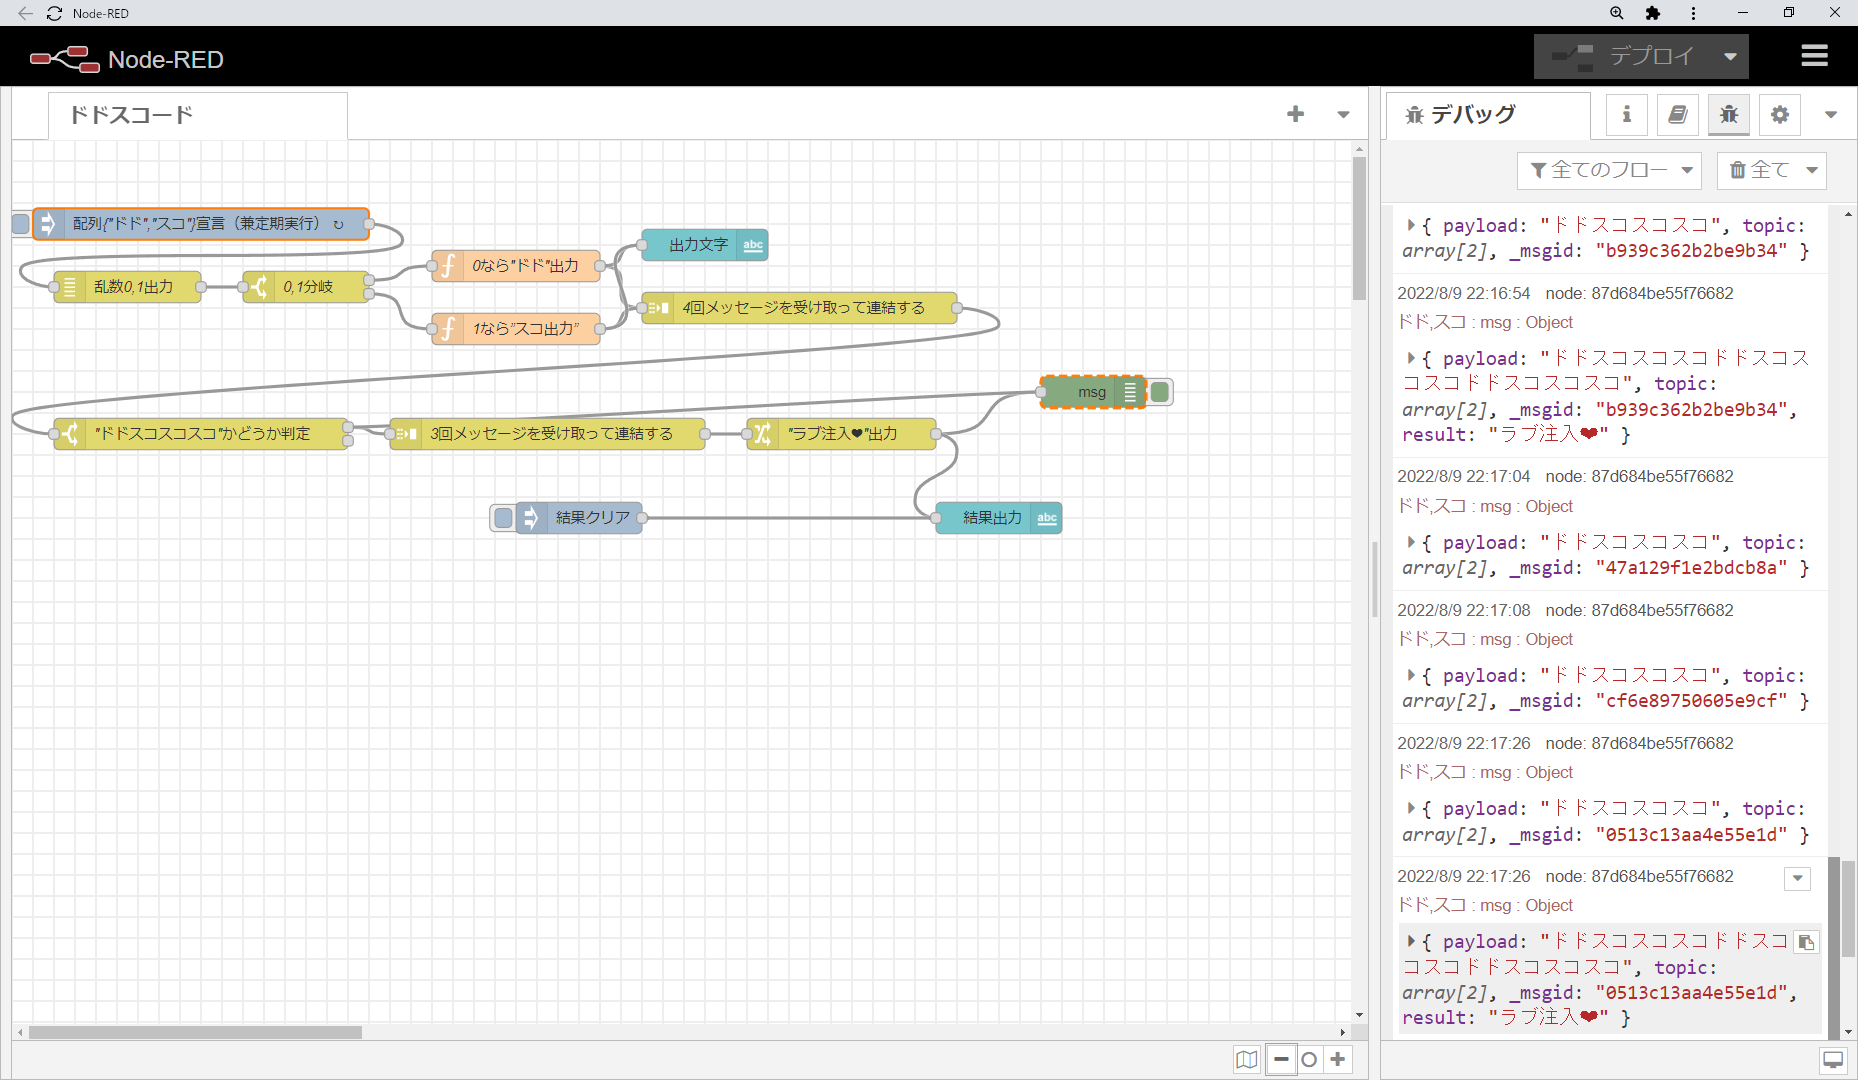 Node-RED
Node-RED
デプロイ
ドドスコード
デバッグ
全てのフロー
全て
配列{"ドド","スコ"}宣言（兼定期実行） ↻
乱数0,1出力
0,1分岐
0なら"ドド"出力
1なら"スコ出力"
出力文字
abc
4回メッセージを受け取って連結する
msg
"ドドスコスコスコ"かどうか判定
3回メッセージを受け取って連結する
"ラブ注入❤"出力
結果クリア
結果出力
abc
{ payload: "ドドスコスコスコ", topic:
array[2], _msgid: "b939c362b2be9b34" }
2022/8/9 22:16:54 node: 87d684be55f76682
ドド,スコ : msg : Object
{ payload: "ドドスコスコスコドドスコス
コスコドドスコスコスコ", topic:
array[2], _msgid: "b939c362b2be9b34",
result: "ラブ注入❤" }
2022/8/9 22:17:04 node: 87d684be55f76682
ドド,スコ : msg : Object
{ payload: "ドドスコスコスコ", topic:
array[2], _msgid: "47a129f1e2bdcb8a" }
2022/8/9 22:17:08 node: 87d684be55f76682
ドド,スコ : msg : Object
{ payload: "ドドスコスコスコ", topic:
array[2], _msgid: "cf6e89750605e9cf" }
2022/8/9 22:17:26 node: 87d684be55f76682
ドド,スコ : msg : Object
{ payload: "ドドスコスコスコ", topic:
array[2], _msgid: "0513c13aa4e55e1d" }
2022/8/9 22:17:26 node: 87d684be55f76682
ドド,スコ : msg : Object
{ payload: "ドドスコスコスコドドスコ
コスコドドスコスコスコ", topic:
array[2], _msgid: "0513c13aa4e55e1d",
result: "ラブ注入❤" }